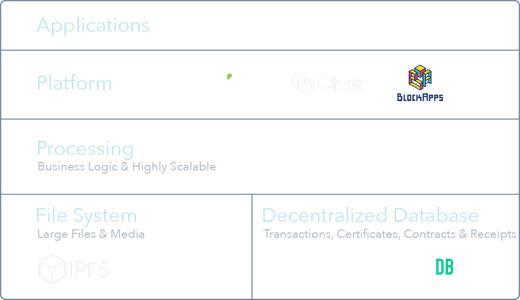 Applications
Platform
Chain
BLOCKAPPS
Processing
Business Logic & Highly Scalable
File System
Large Files & Media
IPFS
Decentralized Database
Transactions, Certificates, Contracts & Receipts
DB